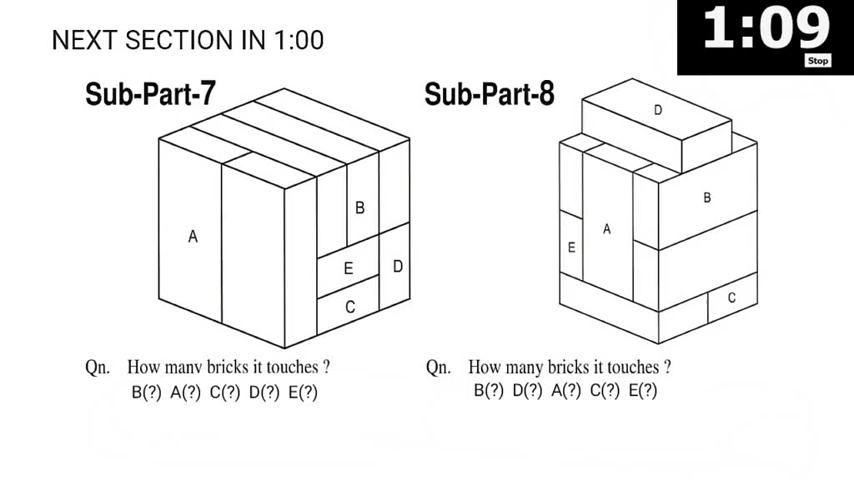 NEXT SECTION IN 1:00
1:09
Stop
Sub-Part-7
Sub-Part-8
A
B
E
D
C
D
B
A
E
C
Qn. How many bricks it touches ?
B(?) A(?) C(?) D(?) E(?)
Qn. How many bricks it touches ?
B(?) D(?) A(?) C(?) E(?)